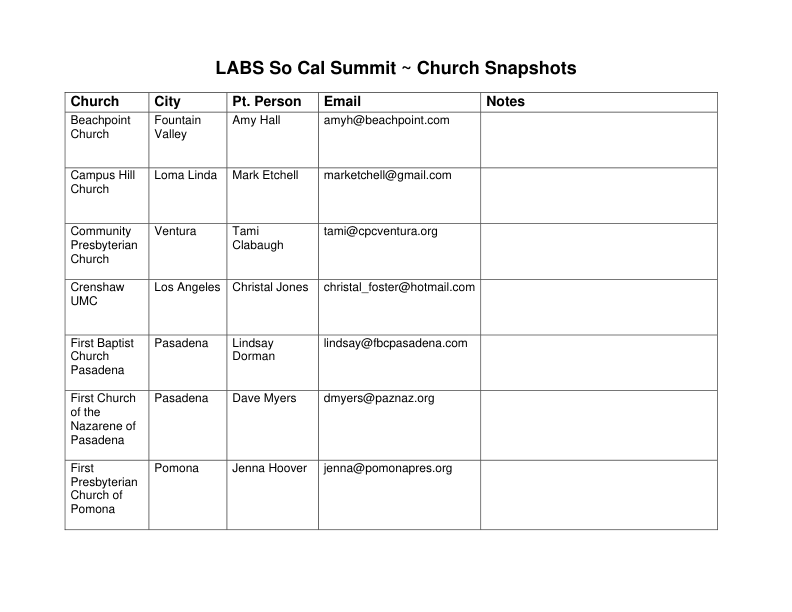 LABS So Cal Summit ~ Church Snapshots
Church City Pt. Person Email Notes
Beachpoint Fountain Amy Hall amyh@beachpoint.com
Church Valley
Campus Hill Loma Linda Mark Etchell marketchell@gmail.com
Church
Community Ventura Tami tami@cpcventura.org
Presbyterian Clabaugh
Church
Crenshaw Los Angeles Christal Jones christal_foster@hotmail.com
UMC
First Baptist Pasadena Lindsay lindsay@fbcpasadena.com
Church Dorman
Pasadena
First Church Pasadena Dave Myers dmyers@paznaz.org
of the
Nazarene of
Pasadena
First Pomona Jenna Hoover jenna@pomonapres.org
Presbyterian
Church of
Pomona